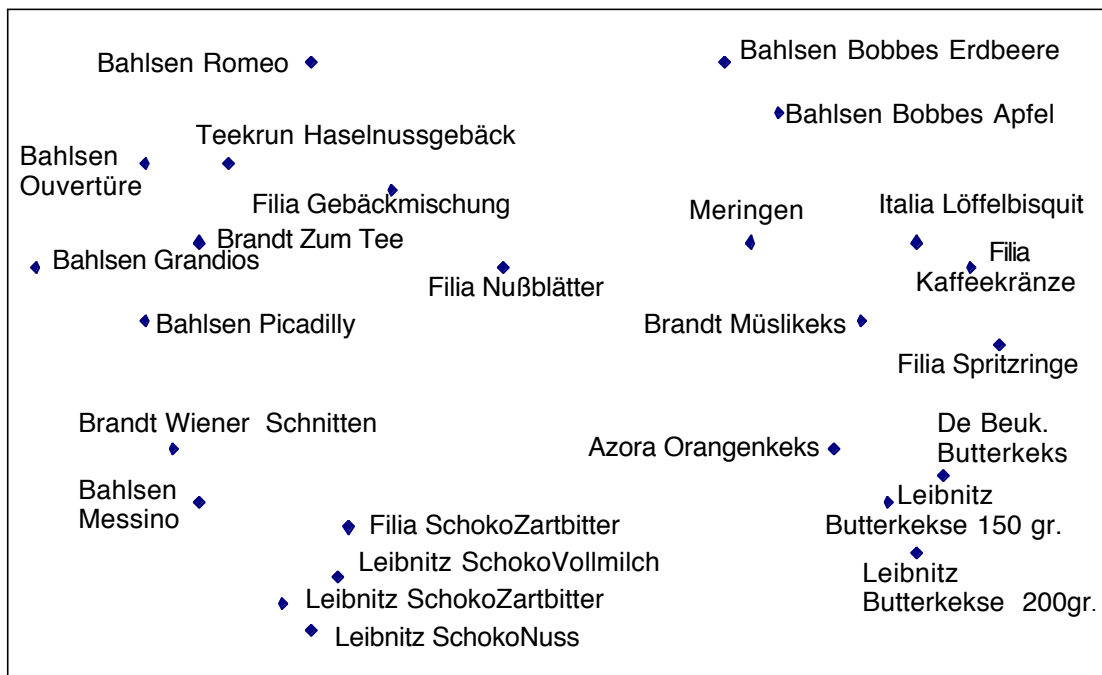 Bahlsen Romeo
Bahlsen Bobbes Erdbeere
Bahlsen Bobbes Apfel
Teekrun Haselnussgebäck
Bahlsen
Ouvertüre
Filia Gebäckmischung
Meringen
Italia Löffelbisquit
Brandt Zum Tee
Bahlsen Grandios
Filia Nußblätter
Filia
Kaffeekränze
Bahlsen Picadilly
Brandt Müslikeks
Filia Spritzringe
Brandt Wiener Schnitten
Azora Orangenkeks
De Beuk.
Butterkeks
Bahlsen
Messino
Leibnitz
Butterkekse 150 gr.
Filia SchokoZartbitter
Leibnitz SchokoVollmilch
Leibnitz
Butterkekse 200gr.
Leibnitz SchokoZartbitter
Leibnitz SchokoNuss